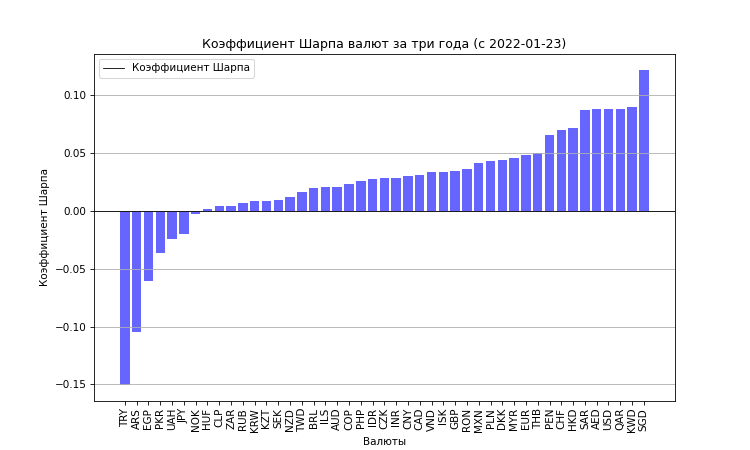 Коэффициент Шарпа валют за три года (с 2022-01-23)
Коэффициент Шарпа
0.10
0.05
0.00
−0.05
−0.10
−0.15
Коэффициент Шарпа
TRY ARS EGP PKR UAH JPY NOK HUF CLP ZAR RUB KRW KZT SEK NZD TWD BRL ILS AUD COP PHP IDR CZK INR CNY CAD VND ISK GBP RON MXN PLN DKK MYR EUR THB PEN CHF HKD SAR AED USD QAR KWD SGD
Валюты